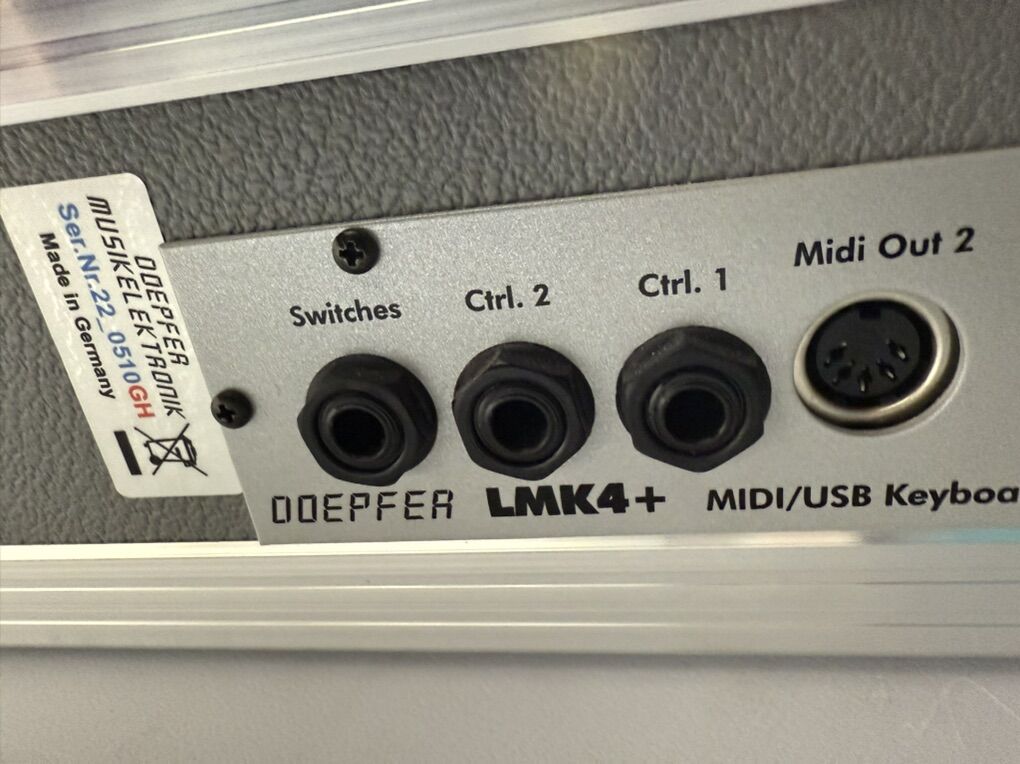 DOEPFER
MUSIKELEKTRONIK
Ser.Nr.22_0510GH
Made in Germany
Switches
Ctrl. 2
Ctrl. 1
Midi Out 2
DOEPFER LMK4+ MIDI/USB Keyboa